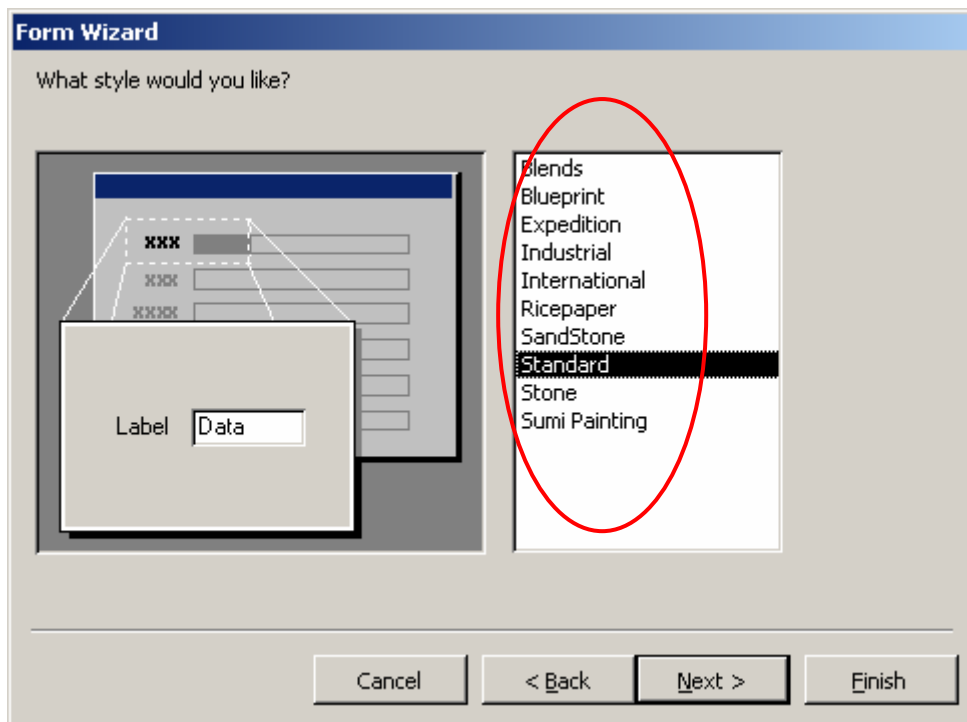 Form Wizard
What style would you like?
xxx
xxx
xxxx
Label Data
Blends
Blueprint
Expedition
Industrial
International
Ricepaper
SandStone
Standard
Stone
Sumi Painting
Cancel < Back Next > Finish